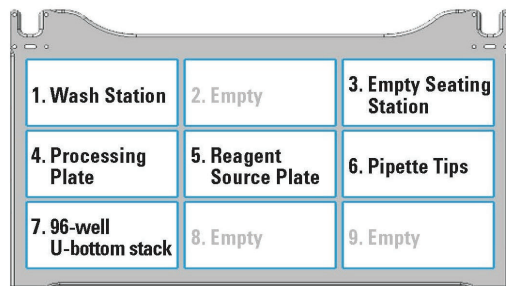 1. Wash Station
2. Empty
3. Empty Seating
Station
4. Processing
Plate
5. Reagent
Source Plate
6. Pipette Tips
7. 96-well
U-bottom stack
8. Empty
9. Empty